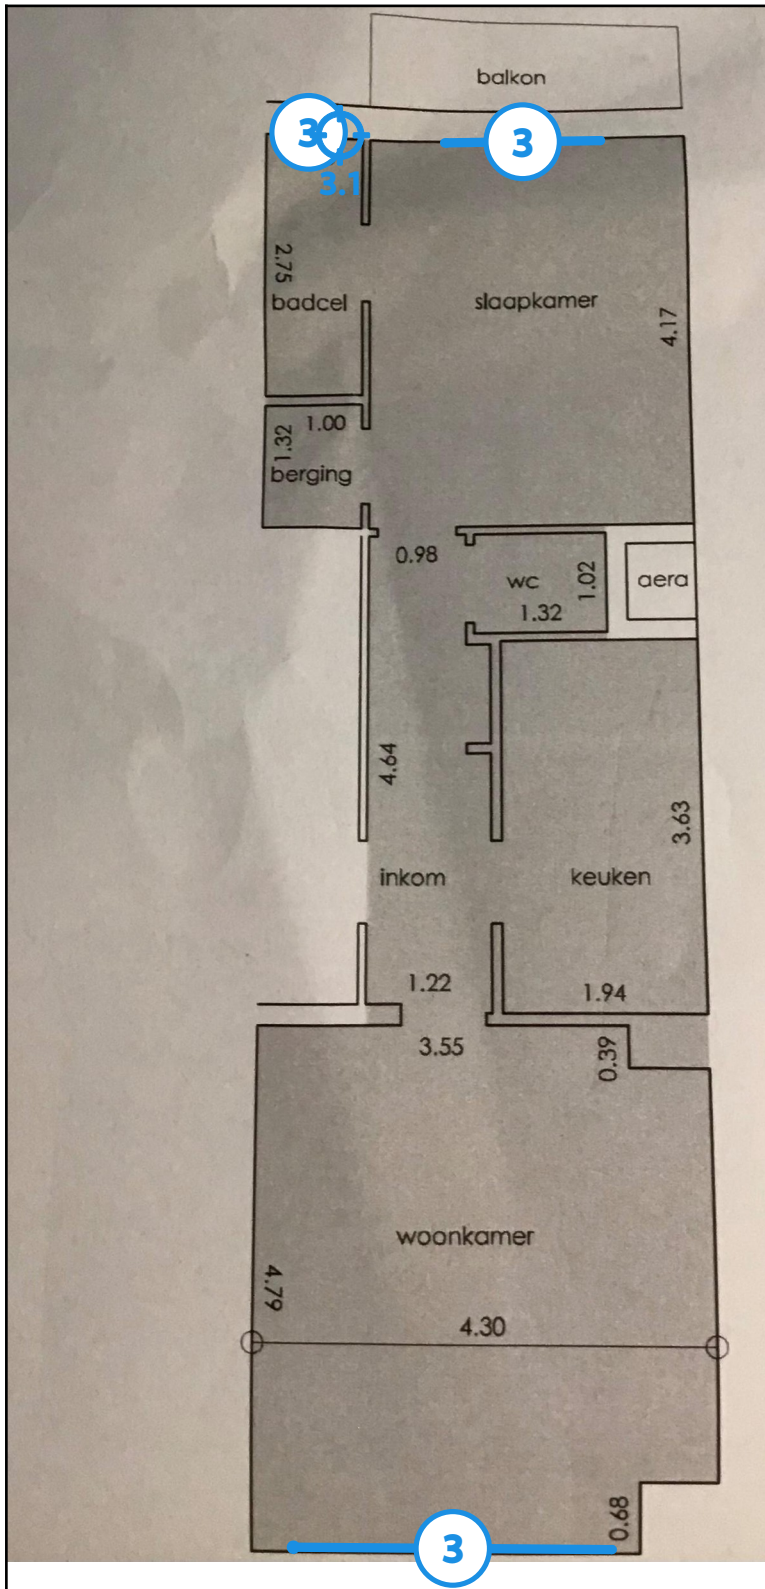 balkon
3
3
3.1
2.75
badcel
slaapkamer
4.17
1.00
1.32
berging
0.98
wc
1.02
aera
1.32
4.64
3.63
inkom
keuken
1.22
1.94
3.55
0.39
woonkamer
4.79
4.30
0.68
3